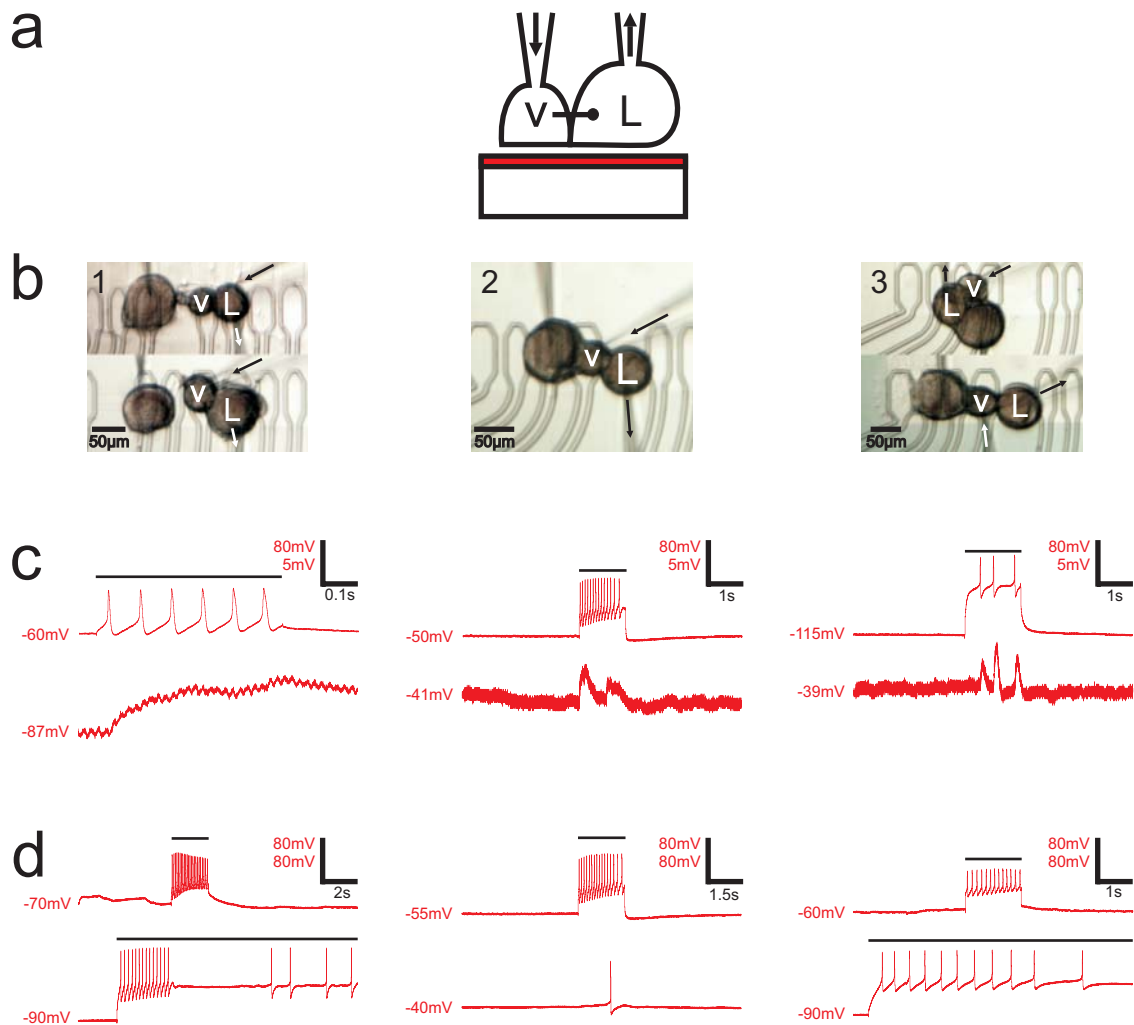 a
v L
b
1 2 3
v L
v L
v L
L v
v L
50µm 50µm 50µm
c
80mV 80mV 80mV
5mV 5mV 5mV
0.1s 1s 1s
-60mV -50mV -115mV
-87mV -41mV -39mV
d
80mV 80mV 80mV
80mV 80mV 80mV
2s 1.5s 1s
-70mV -55mV -60mV
-90mV -40mV -90mV